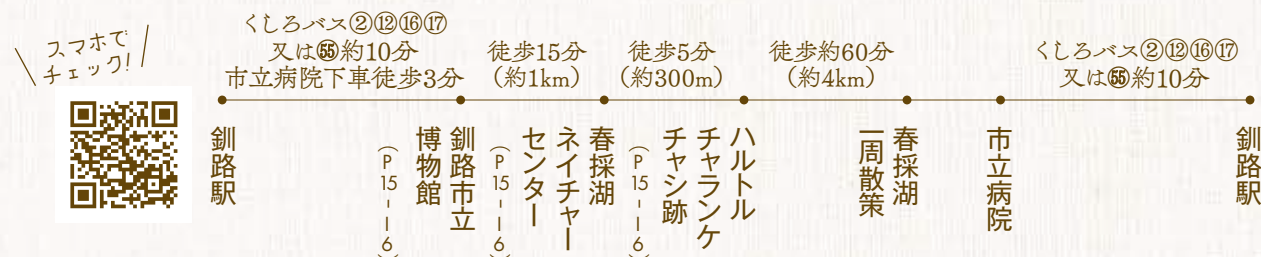 スマホで
チェック!
くしろバス②⑫⑯⑰
又は㊺約10分
市立病院下車徒歩3分
徒歩15分
（約1km）
徒歩5分
（約300m）
徒歩約60分
（約4km）
くしろバス②⑫⑯⑰
又は55約10分
釧路駅
釧路市立
博物館
（P15-16）
春採湖
ネイチャー
センター
（P15-16）
ハルトル
チャランケ
チャシ跡
（P15-16）
春採湖
一周散策
市立病院
釧路駅